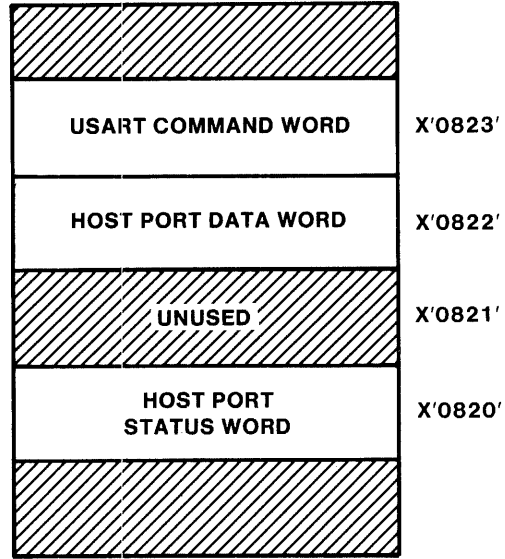 USART COMMAND WORD X'0823'
HOST PORT DATA WORD X'0822'
UNUSED X'0821'
HOST PORT
STATUS WORD X'0820'